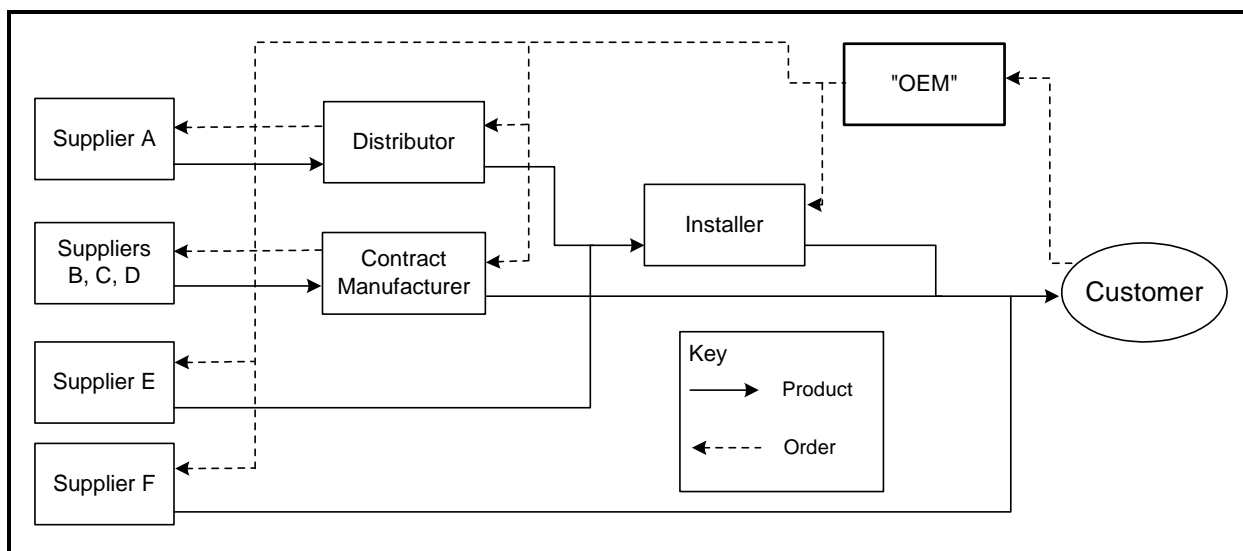 "OEM"
Supplier A
Distributor
Installer
Suppliers
B, C, D
Contract
Manufacturer
Customer
Key
Product
Order
Supplier E
Supplier F